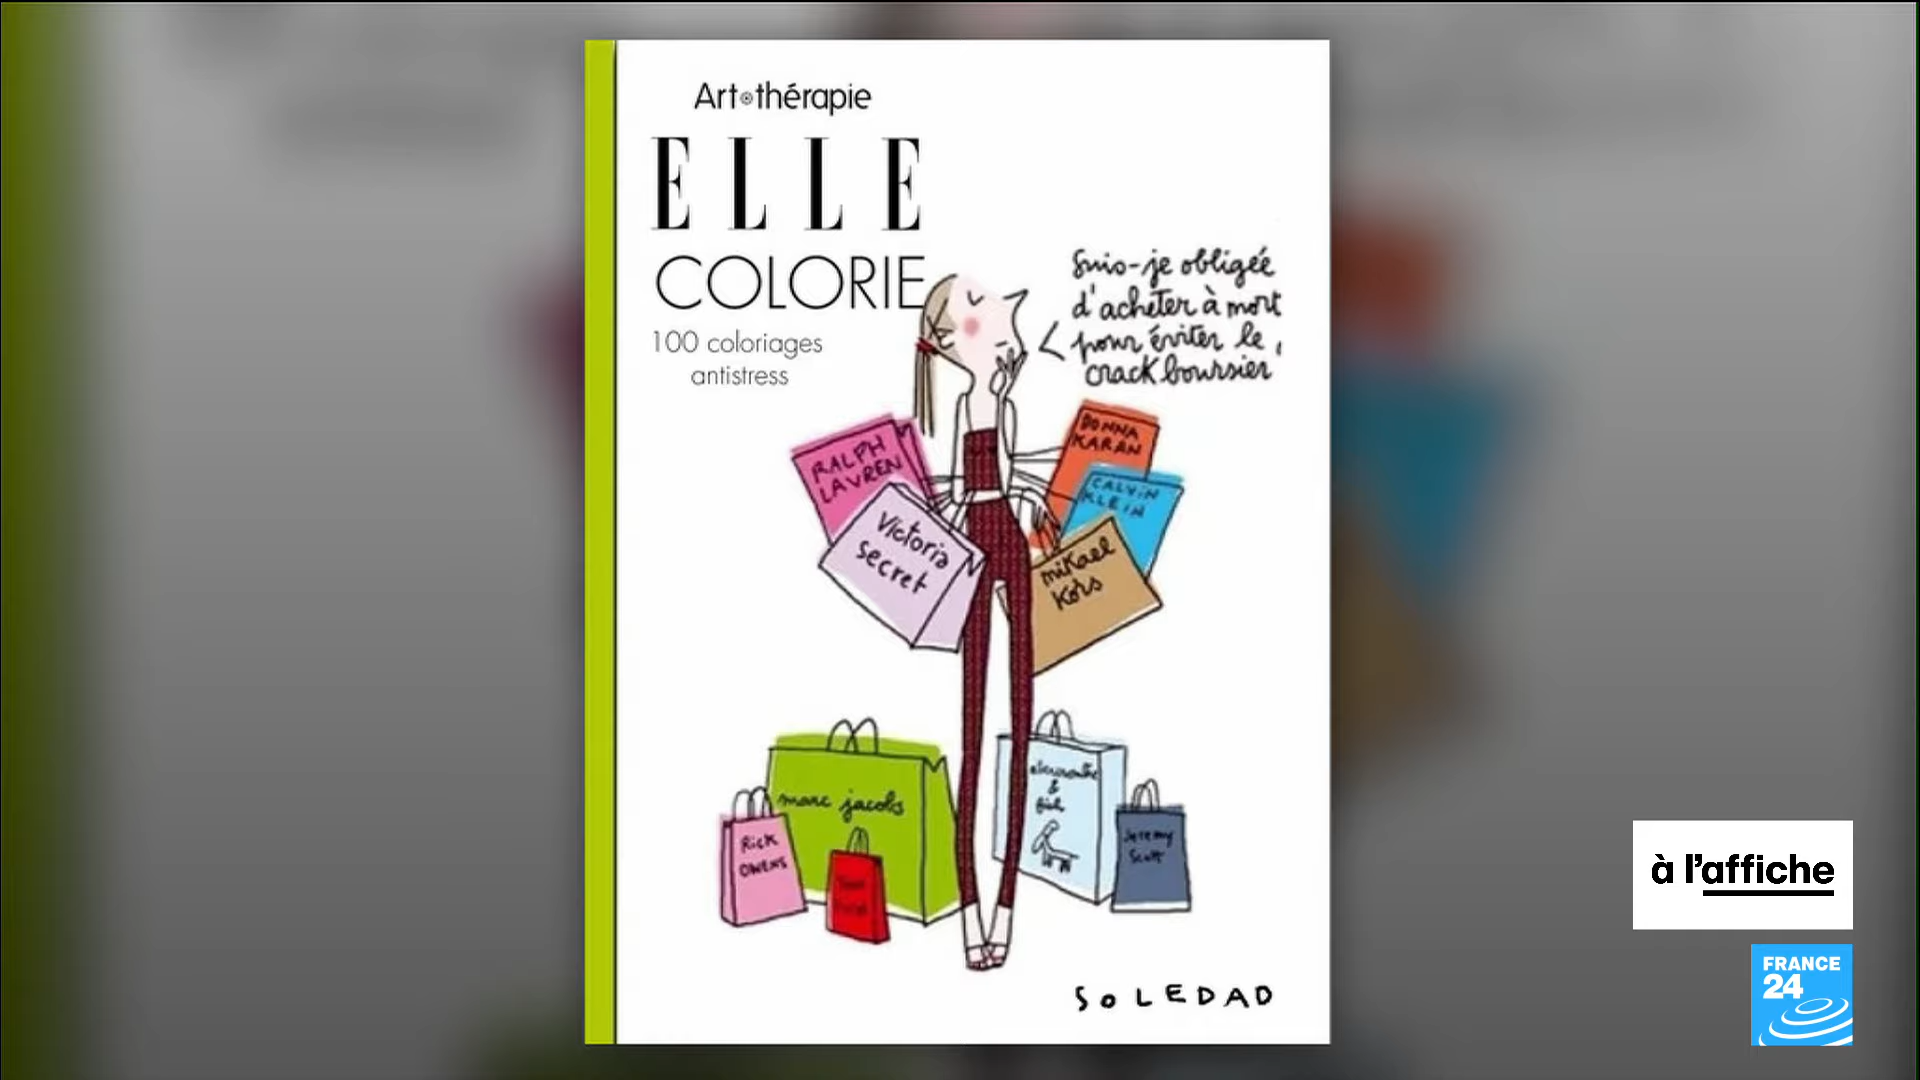 Art thérapie
ELLE
COLORIE
100 coloriages
antistress
Suis-je obligée
d'acheter à mort
pour éviter le
crack boursier
RALPH
LAUREN
Victoria
secret
DONNA
KARAN
CALVIN
KLEIN
mikael
Kors
marc jacobs
Rick
OWENS
&
Jeremy
Scott
SOLEDAD
à l'affiche
FRANCE
24